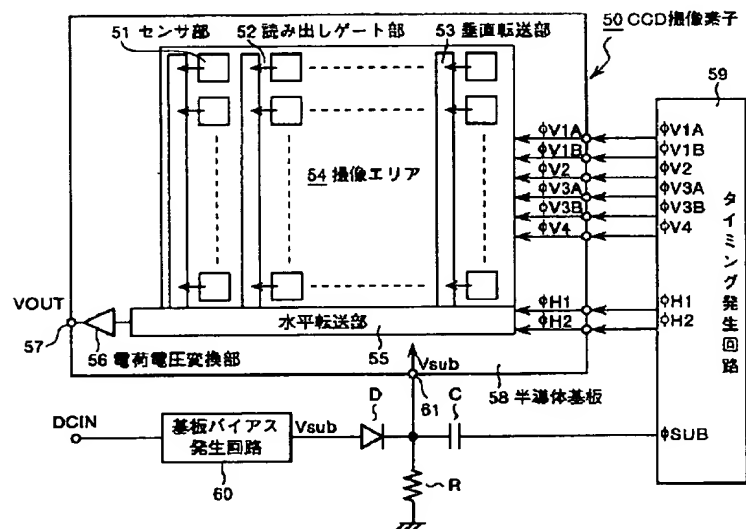 51 センサ部
52 読み出しゲート部
53 垂直転送部
50 CCD撮像素子
59
54 撮像エリア
ϕV1A
ϕV1B
ϕV2
ϕV3A
ϕV3B
ϕV4
ϕH1
ϕH2
ϕV1A
ϕV1B
ϕV2
ϕV3A
ϕV3B
ϕV4
ϕH1
ϕH2
ϕSUB
タイミング発生回路
VOUT
57
56 電荷電圧変換部
水平転送部
55
Vsub
61
58 半導体基板
DCIN
基板バイアス
発生回路
60
Vsub
D
C
R